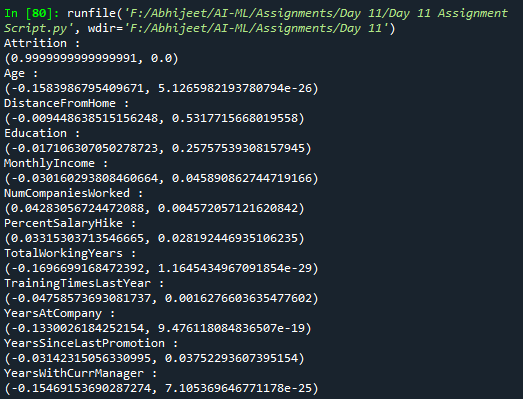 In [80]: runfile('F:/Abhijeet/AI-ML/Assignments/Day 11/Day 11 Assignment
Script.py', wdir='F:/Abhijeet/AI-ML/Assignments/Day 11')
Attrition :
(0.9999999999999991, 0.0)
Age :
(-0.1583986795409671, 5.1265982193780794e-26)
DistanceFromHome :
(-0.009448638515156248, 0.5317715668019558)
Education :
(-0.017106307050278723, 0.25757539308157945)
MonthlyIncome :
(-0.030160293808460664, 0.045890862744719166)
NumCompaniesWorked :
(0.04283056724472088, 0.004572057121620842)
PercentSalaryHike :
(0.03315303713546665, 0.028192446935106235)
TotalWorkingYears :
(-0.1696699168472392, 1.1645434967091854e-29)
TrainingTimesLastYear :
(-0.04758573693081737, 0.0016276603635477602)
YearsAtCompany :
(-0.1330026184252154, 9.476118084836507e-19)
YearsSinceLastPromotion :
(-0.03142315056330995, 0.03752293607395154)
YearsWithCurrManager :
(-0.15469153690287274, 7.105369646771178e-25)